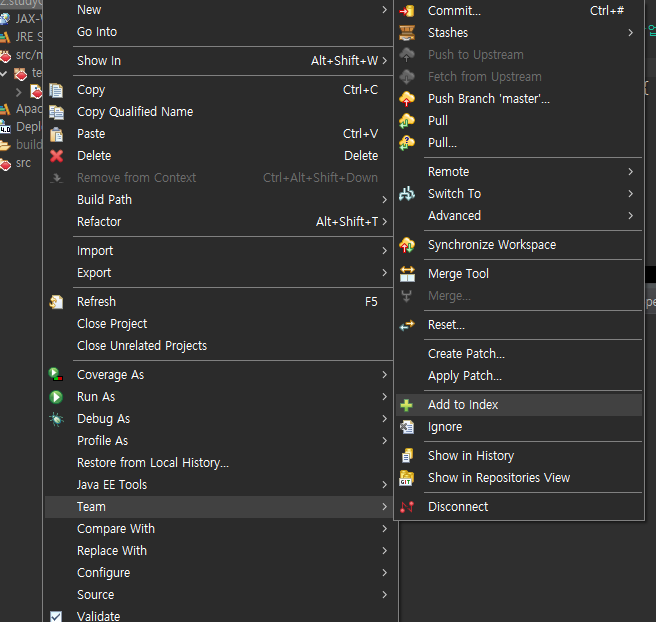 2.study
JAX-
JRE S
src/m
te
Apac
Depl
build
src
New
Go Into
Show In Alt+Shift+W
Copy Ctrl+C
Copy Qualified Name
Paste Ctrl+V
Delete Delete
Remove from Context Ctrl+Alt+Shift+Down
Build Path
Refactor Alt+Shift+T
Import
Export
Refresh F5
Close Project
Close Unrelated Projects
Coverage As
Run As
Debug As
Profile As
Restore from Local History...
Java EE Tools
Team
Compare With
Replace With
Configure
Source
Validate
Commit... Ctrl+#
Stashes
Push to Upstream
Fetch from Upstream
Push Branch 'master'...
Pull
Pull...
Remote
Switch To
Advanced
Synchronize Workspace
Merge Tool
Merge...
Reset...
Create Patch...
Apply Patch...
Add to Index
Ignore
Show in History
GIT Show in Repositories View
Disconnect
pe